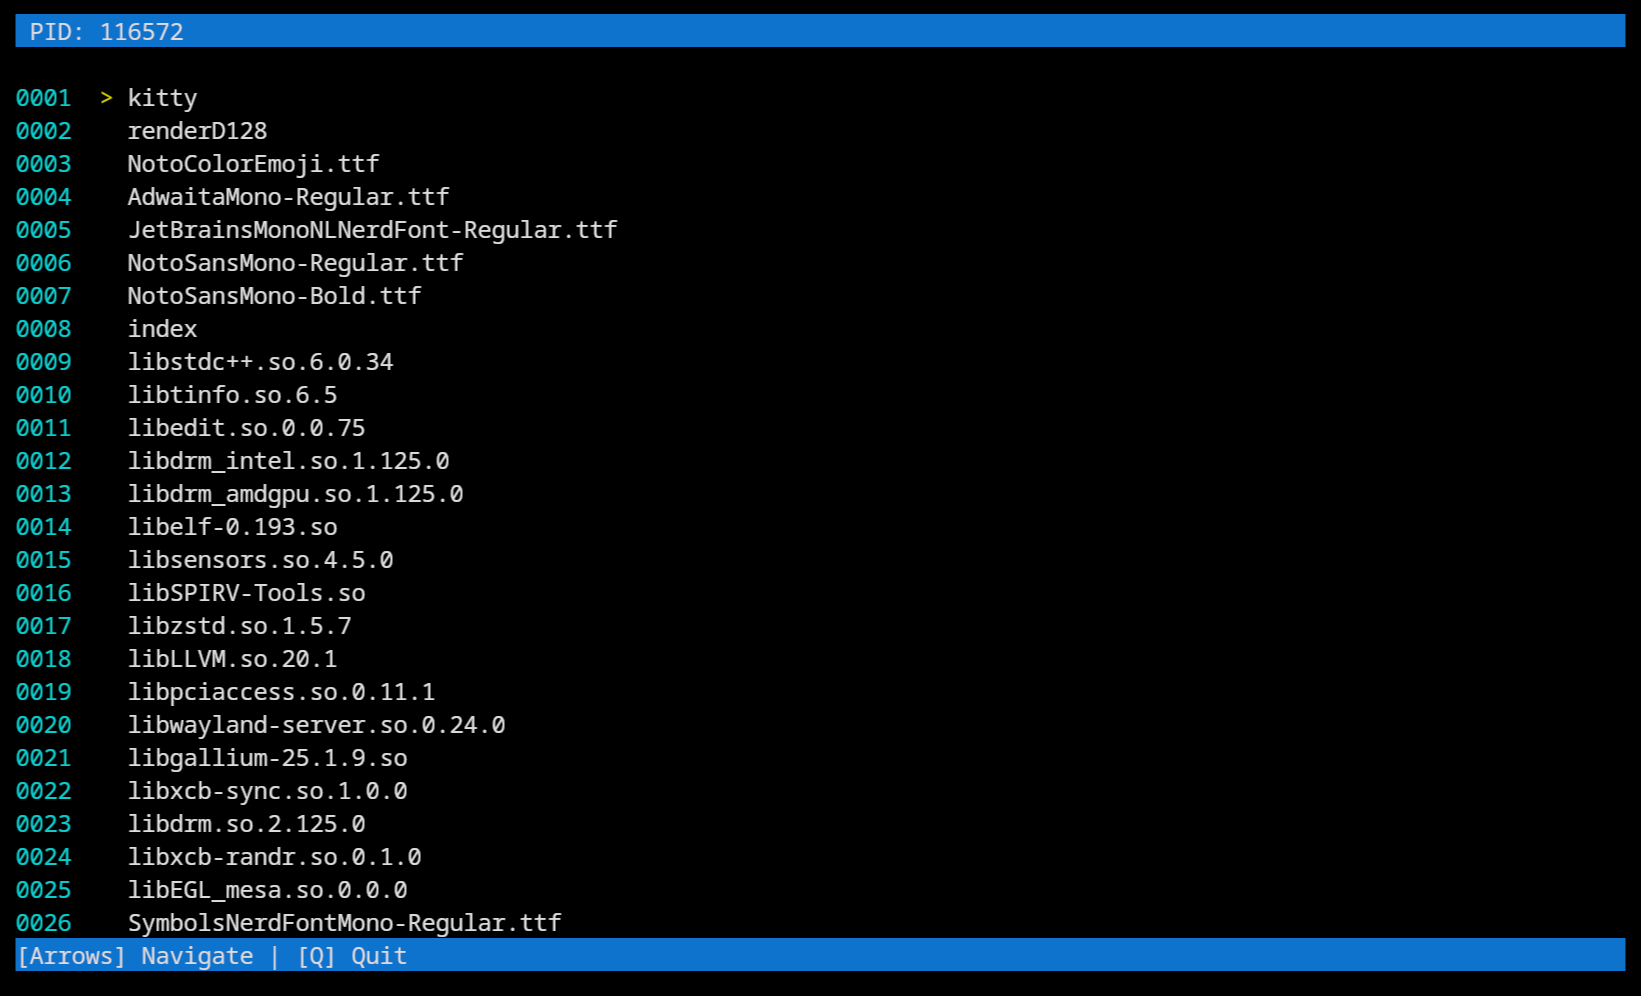 PID: 116572
0001 > kitty
0002 renderD128
0003 NotoColorEmoji.ttf
0004 AdwaitaMono-Regular.ttf
0005 JetBrainsMonoNLNerdFont-Regular.ttf
0006 NotoSansMono-Regular.ttf
0007 NotoSansMono-Bold.ttf
0008 index
0009 libstdc++.so.6.0.34
0010 libtinfo.so.6.5
0011 libedit.so.0.0.75
0012 libdrm_intel.so.1.125.0
0013 libdrm_amdgpu.so.1.125.0
0014 libelf-0.193.so
0015 libsensors.so.4.5.0
0016 libSPIRV-Tools.so
0017 libzstd.so.1.5.7
0018 libLLVM.so.20.1
0019 libpciaccess.so.0.11.1
0020 libwayland-server.so.0.24.0
0021 libgallium-25.1.9.so
0022 libxcb-sync.so.1.0.0
0023 libdrm.so.2.125.0
0024 libxcb-randr.so.0.1.0
0025 libEGL_mesa.so.0.0.0
0026 SymbolsNerdFontMono-Regular.ttf
[Arrows] Navigate | [Q] Quit